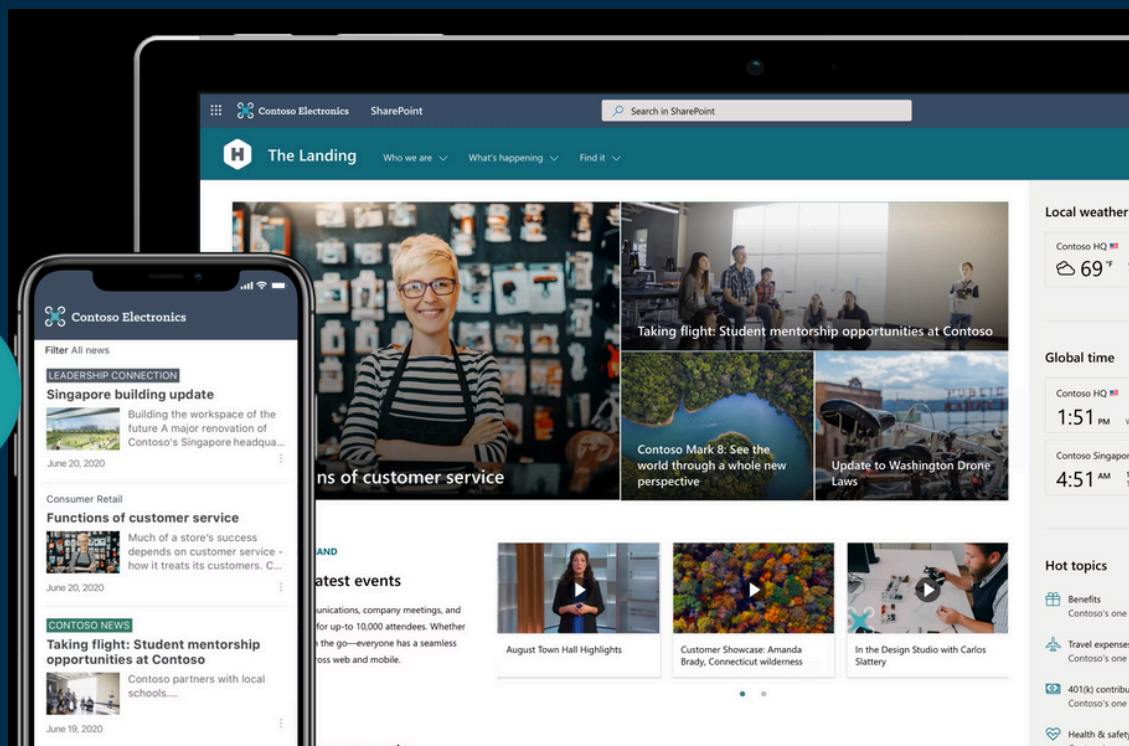 Contoso Electronics
SharePoint
Search in SharePoint
H
The Landing
Who we are
What's happening
Find it
of customer service
Taking flight: Student mentorship opportunities at Contoso
Contoso Mark 8: See the
world through a whole new
perspective
PUBLIC
MARKET
Update to Washington Drone
Laws
atest events
company meetings, and
for up-to 10,000 attendees. Whether
the go—everyone has a seamless
web and mobile.
August Town Hall Highlights
Customer Showcase: Amanda
Brady, Connecticut wilderness
In the Design Studio with Carlos
Slattery
Local weather
Contoso HQ
69 °F
Global time
Contoso HQ
1:51 PM
Contoso Singapor
4:51 AM
Hot topics
Benefits
Contoso's one
Travel expenses
Contoso's one
401(k) contribu
Contoso's one
Health & safety
Contoso Electronics
Filter All news
LEADERSHIP CONNECTION
Singapore building update
Building the workspace of the
future A major renovation of
Contoso's Singapore headqua...
June 20, 2020
Consumer Retail
Functions of customer service
Much of a store's success
depends on customer service -
how it treats its customers. C...
June 20, 2020
CONTOSO NEWS
Taking flight: Student mentorship
opportunities at Contoso
Contoso partners with local
schools....
June 19, 2020